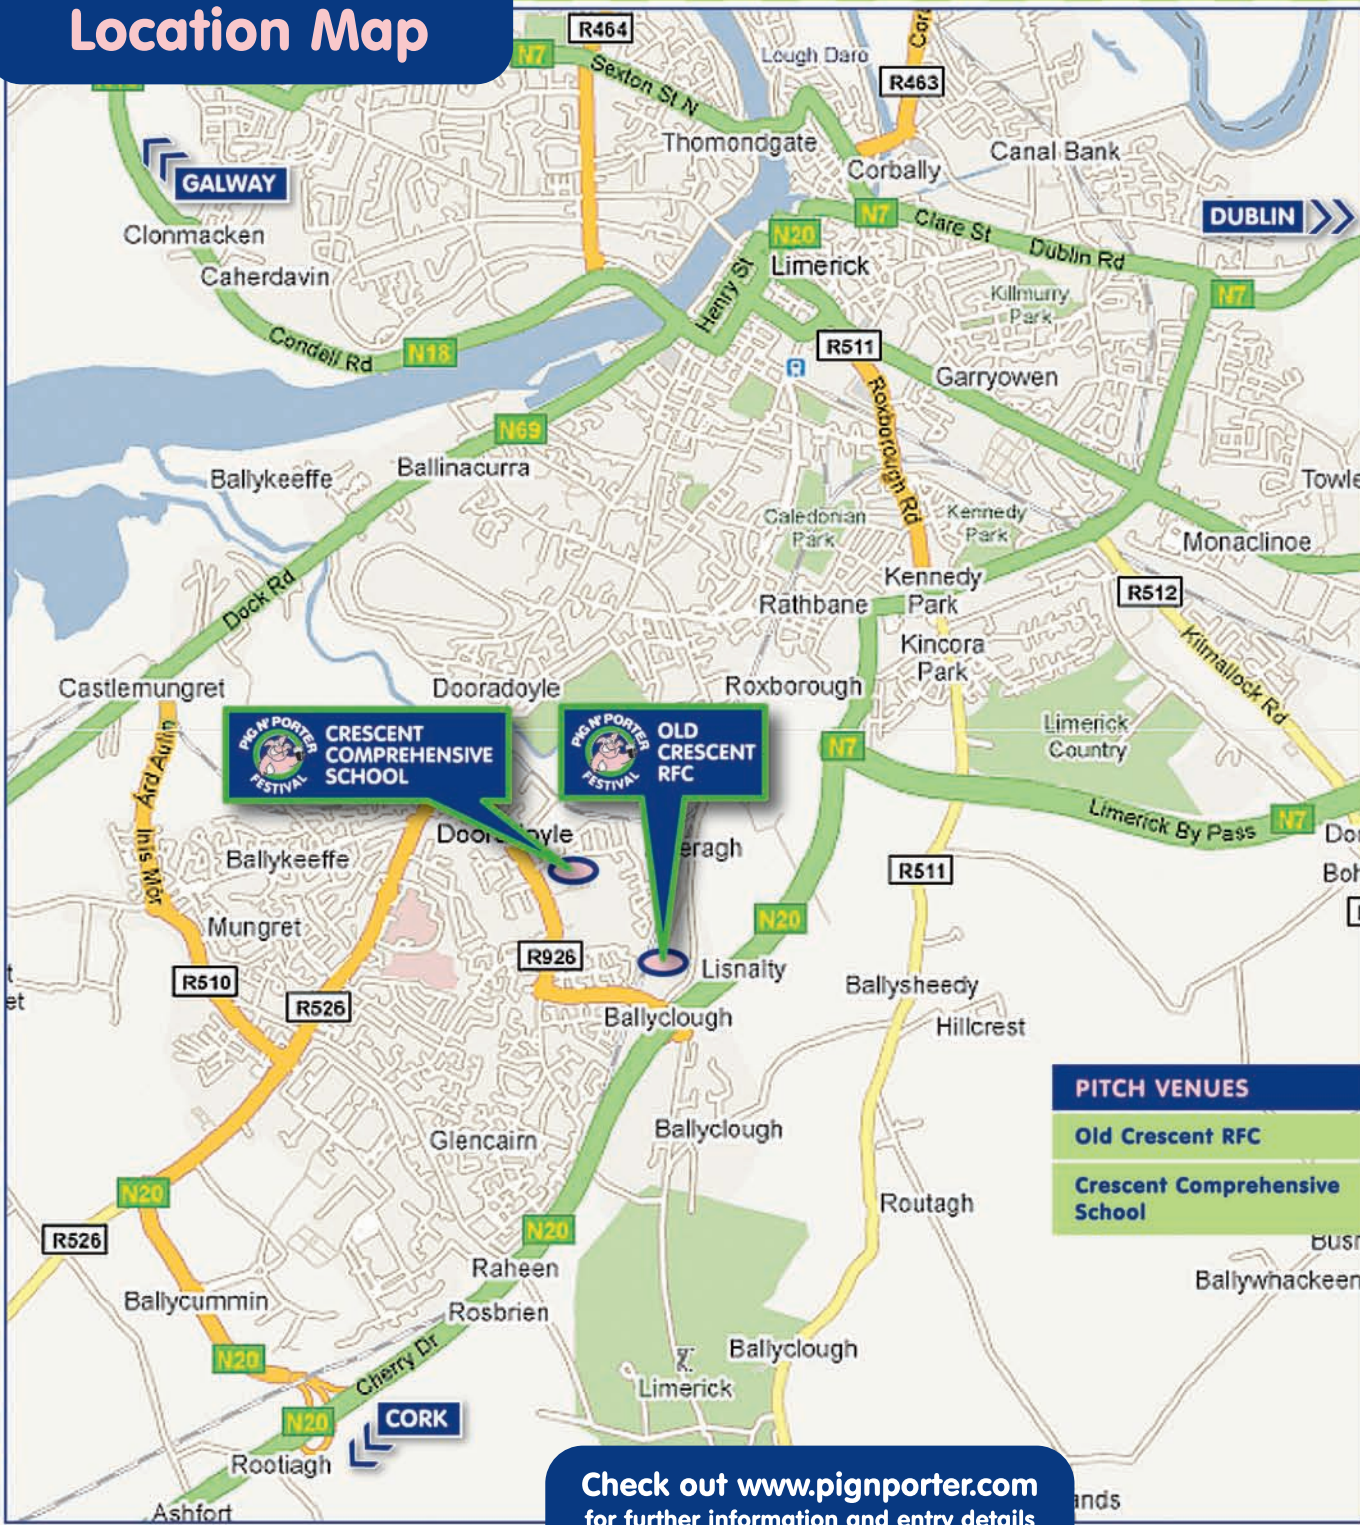 Location Map
R464
N7
Sexton St N
Lough Daro
R463
Thomondgate
Corbally
Canal Bank
GALWAY
Clonmacken
Caherdavin
N7
Clare St
Dublin Rd
DUBLIN
N20
Limerick
Henry St
Killmurry
Park
N7
Condell Rd
N18
R511
Garryowen
Roxborough Rd
N69
Ballinacurra
Ballykeeffe
Towle
Caledonian
Park
Kennedy
Park
Monaclinoe
Dock Rd
Kennedy
Park
Rathbane
R512
Kincora
Park
Kilmallock Rd
Castlemungret
Dooradoyle
Roxborough
PIG N' PORTER
FESTIVAL
CRESCENT
COMPREHENSIVE
SCHOOL
PIG N' PORTER
FESTIVAL
OLD
CRESCENT
RFC
Limerick
Country
Ard Aulin
Inis Mor
N7
Limerick By Pass
N7
Ballykeeffe
eragh
R511
Mungret
N20
R926
Lisnalty
R510
R526
Ballysheedy
Ballyclough
Hillcrest
PITCH VENUES
Old Crescent RFC
Crescent Comprehensive
School
Glencairn
Ballyclough
N20
Routagh
R526
N20
Raheen
Ballywhackeen
Ballycummin
Rosbrien
N20
Cherry Dr
Ballyclough
Limerick
N20
CORK
Rootiagh
Ashfort
Check out www.pignporter.com
for further information and entry details
ands